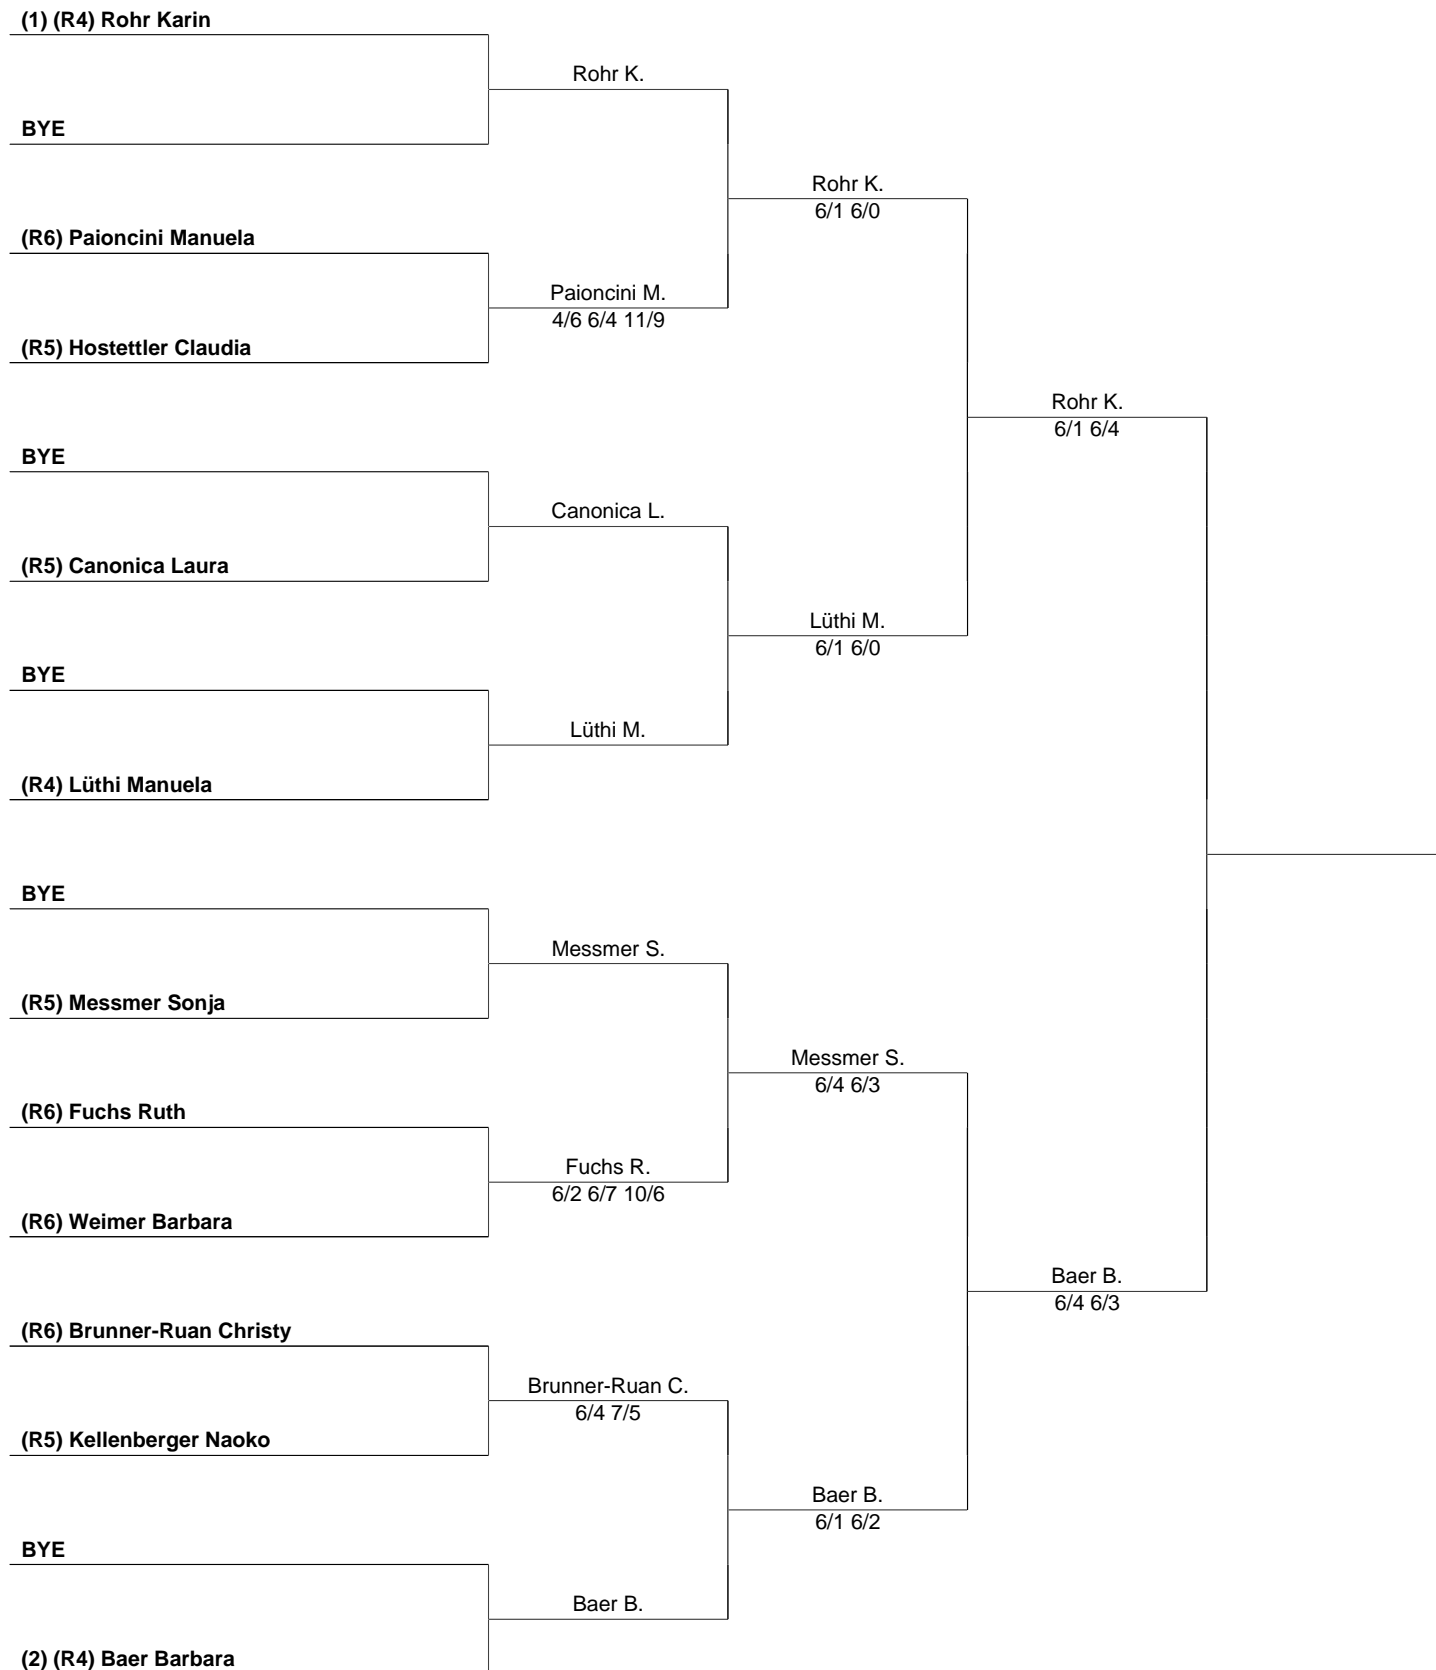 (1) (R4) Rohr Karin
Rohr K.
BYE
Rohr K.
6/1 6/0
(R6) Paioncini Manuela
Paioncini M.
4/6 6/4 11/9
(R5) Hostettler Claudia
Rohr K.
6/1 6/4
BYE
Canonica L.
(R5) Canonica Laura
Lüthi M.
6/1 6/0
BYE
Lüthi M.
(R4) Lüthi Manuela
BYE
Messmer S.
(R5) Messmer Sonja
Messmer S.
6/4 6/3
(R6) Fuchs Ruth
Fuchs R.
6/2 6/7 10/6
(R6) Weimer Barbara
Baer B.
6/4 6/3
(R6) Brunner-Ruan Christy
Brunner-Ruan C.
6/4 7/5
(R5) Kellenberger Naoko
Baer B.
6/1 6/2
BYE
Baer B.
(2) (R4) Baer Barbara